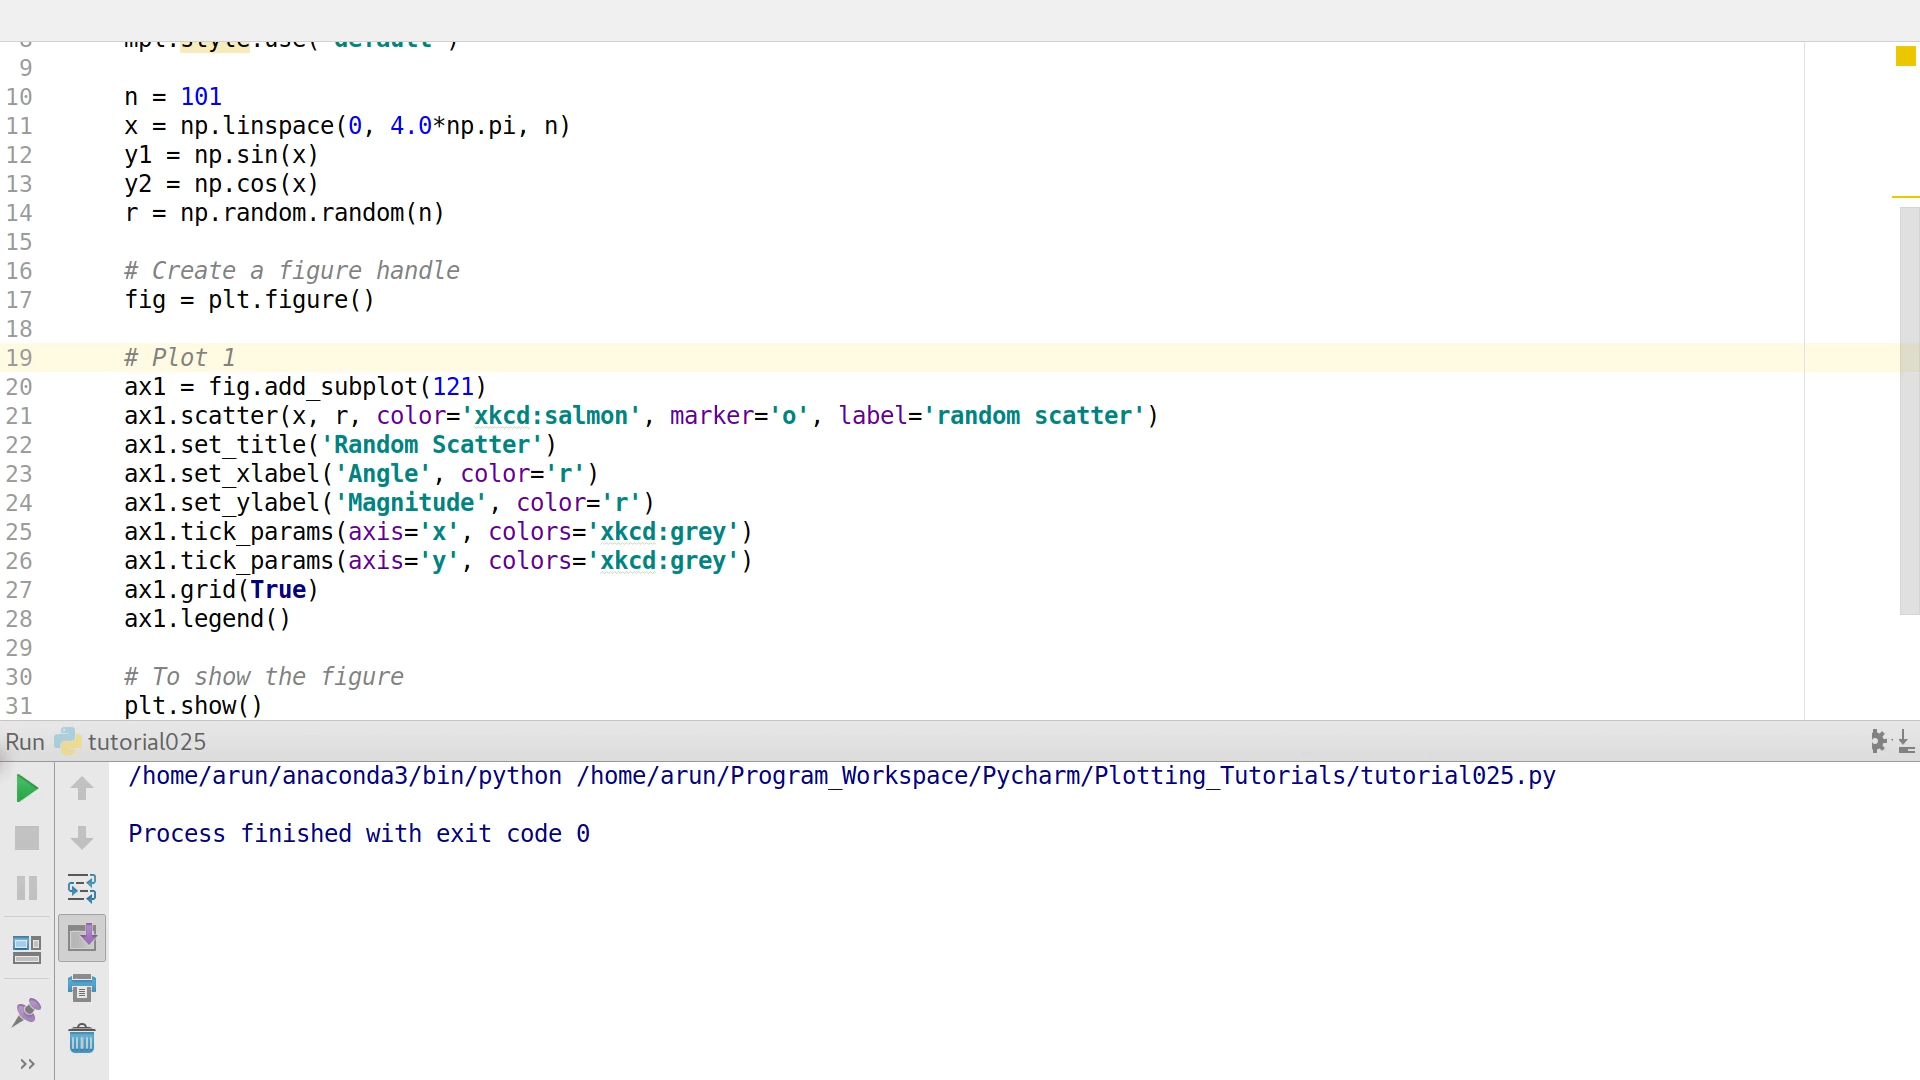 8 mpl.style.use('default')
9
10 n = 101
11 x = np.linspace(0, 4.0*np.pi, n)
12 y1 = np.sin(x)
13 y2 = np.cos(x)
14 r = np.random.random(n)
15
16 # Create a figure handle
17 fig = plt.figure()
18
19 # Plot 1
20 ax1 = fig.add_subplot(121)
21 ax1.scatter(x, r, color='xkcd:salmon', marker='o', label='random scatter')
22 ax1.set_title('Random Scatter')
23 ax1.set_xlabel('Angle', color='r')
24 ax1.set_ylabel('Magnitude', color='r')
25 ax1.tick_params(axis='x', colors='xkcd:grey')
26 ax1.tick_params(axis='y', colors='xkcd:grey')
27 ax1.grid(True)
28 ax1.legend()
29
30 # To show the figure
31 plt.show()
Run tutorial025
/home/arun/anaconda3/bin/python /home/arun/Program_Workspace/Pycharm/Plotting_Tutorials/tutorial025.py
Process finished with exit code 0